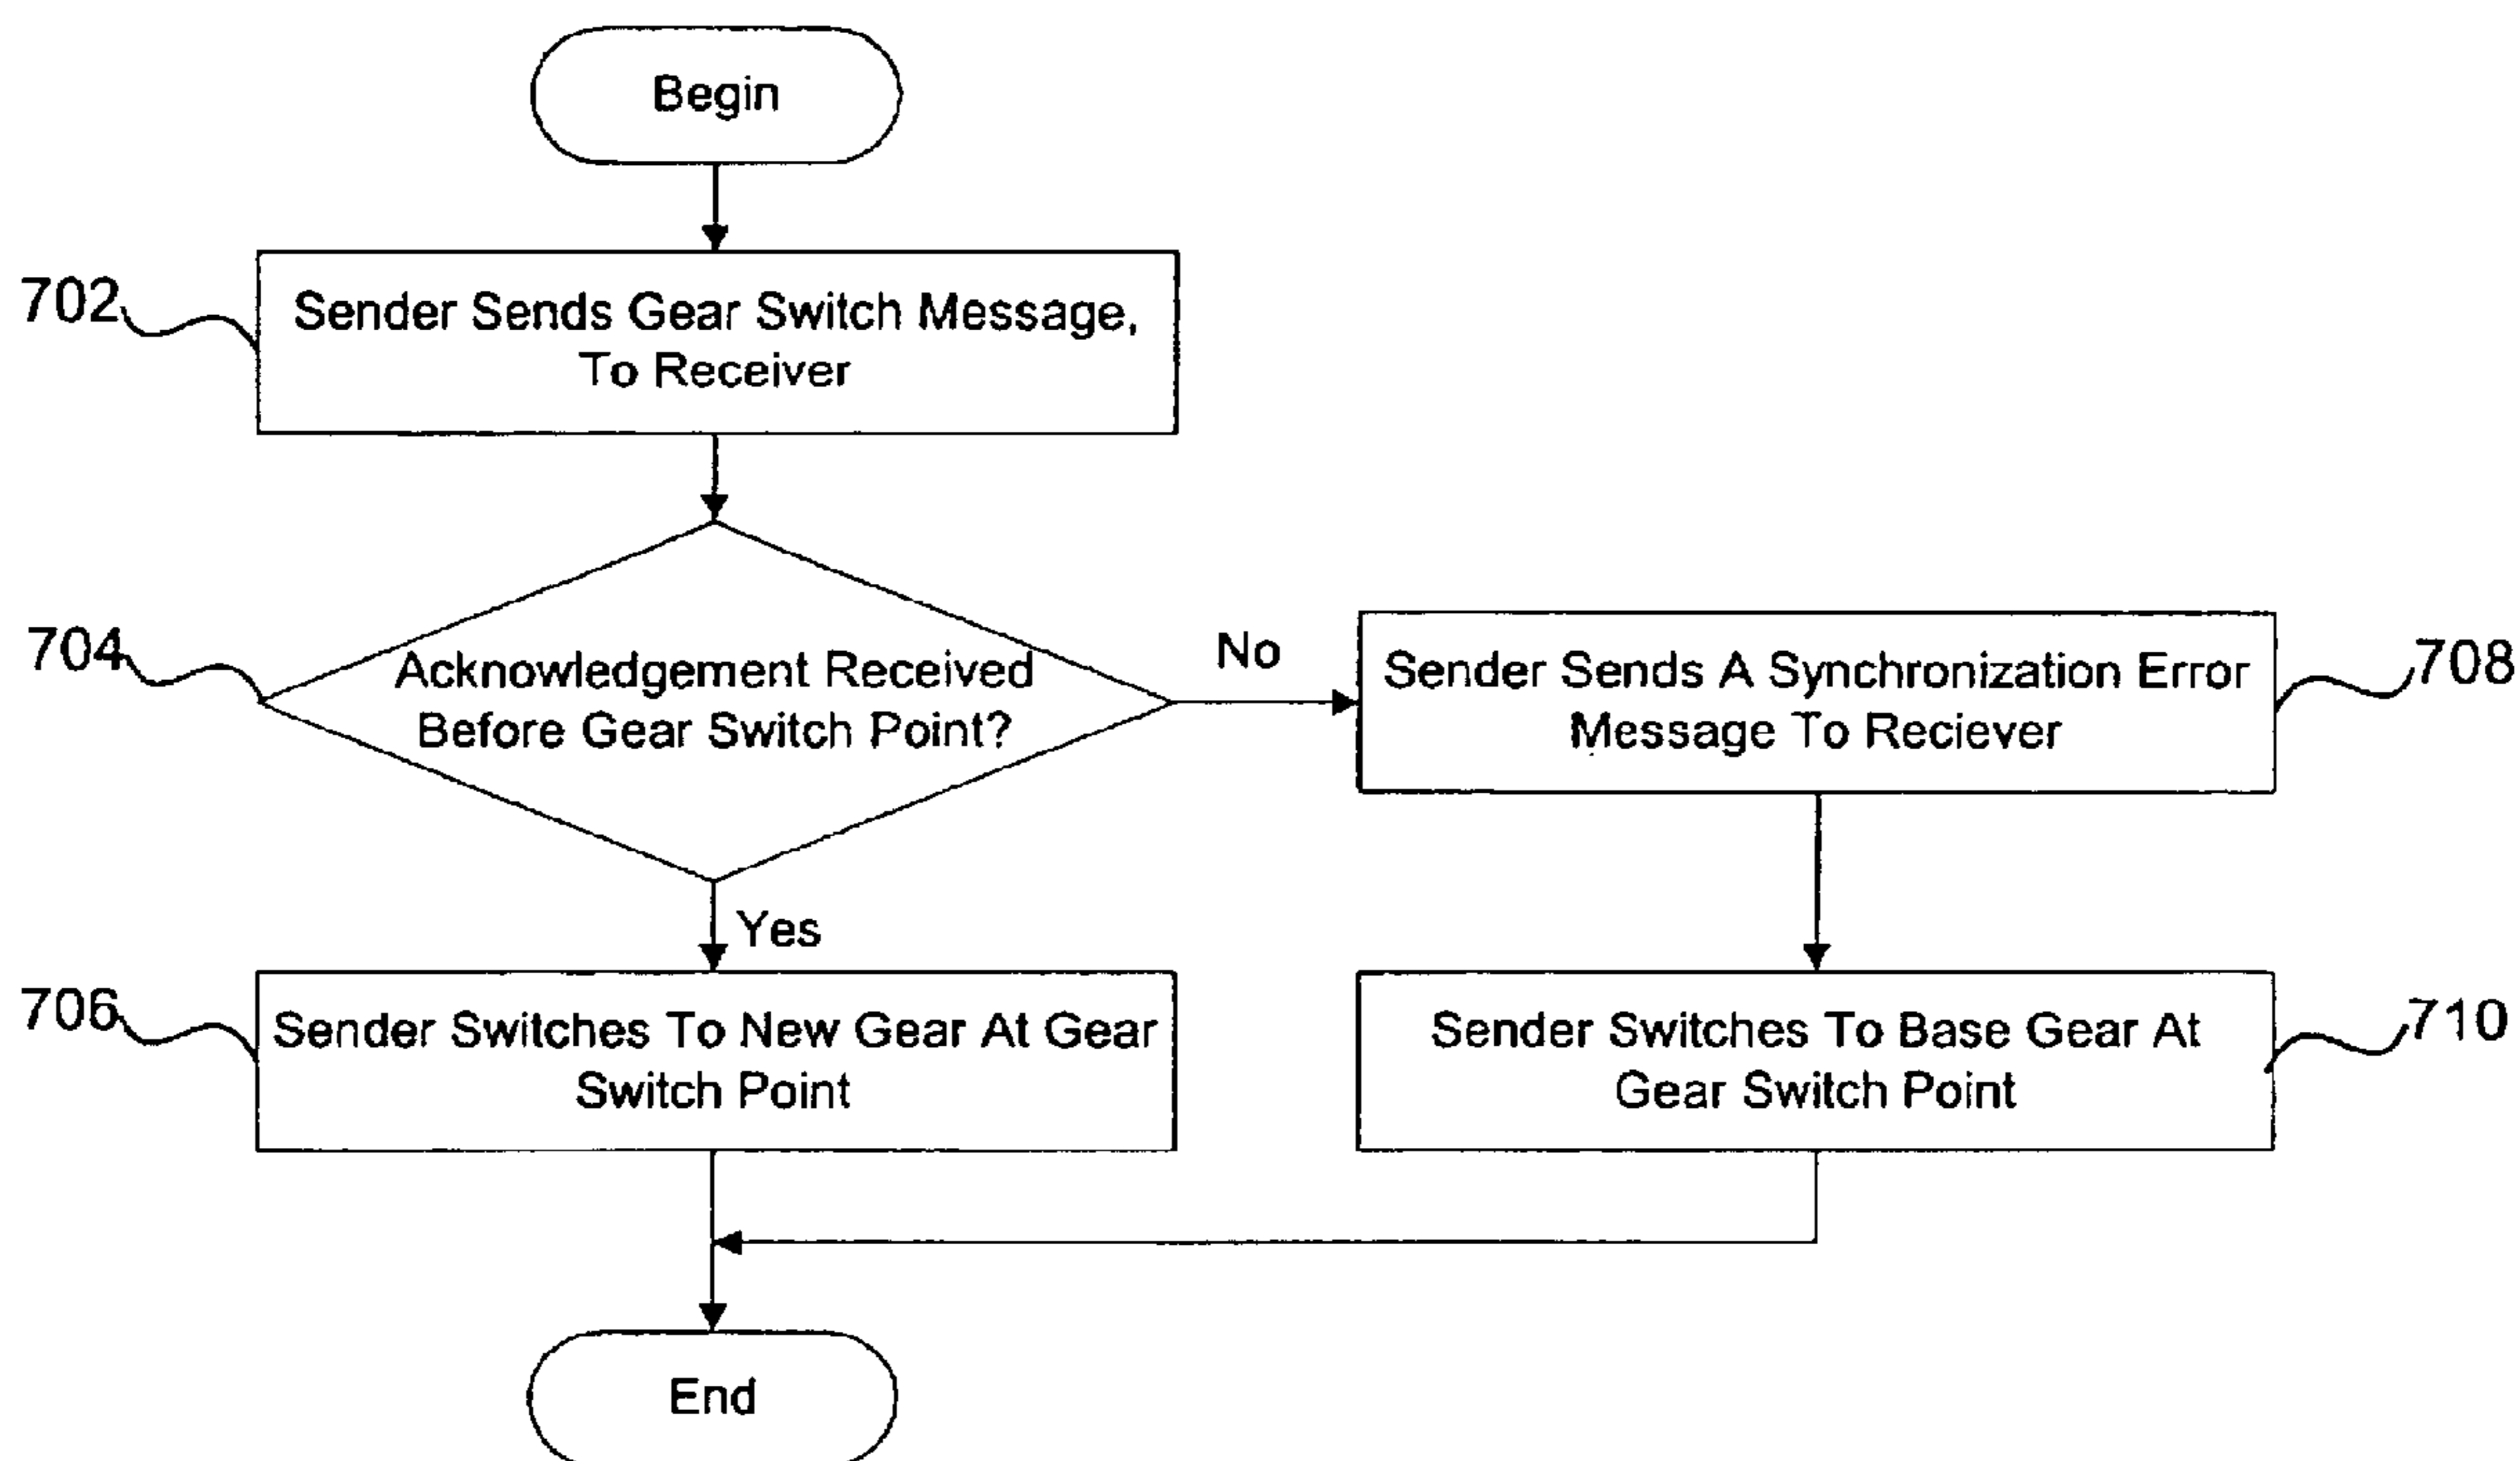 Begin
702
Sender Sends Gear Switch Message,
To Receiver
704
Acknowledgement Received
Before Gear Switch Point?
No
Sender Sends A Synchronization Error
Message To Reciever
708
Yes
706
Sender Switches To New Gear At Gear
Switch Point
Sender Switches To Base Gear At
Gear Switch Point
710
End